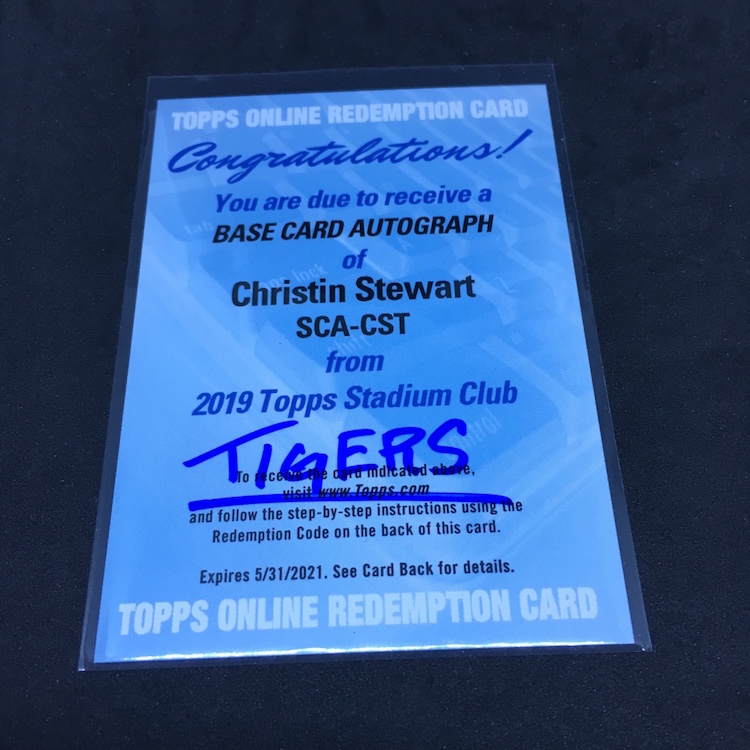 TOPPS ONLINE REDEMPTION CARD
Congratulations!
You are due to receive a
BASE CARD AUTOGRAPH
of
Christin Stewart
SCA-CST
from
2019 Topps Stadium Club
TIGERS
To receive the card indicated above,
visit www.Topps.com
and follow the step-by-step instructions using the
Redemption Code on the back of this card.
Expires 5/31/2021. See Card Back for details.
TOPPS ONLINE REDEMPTION CARD